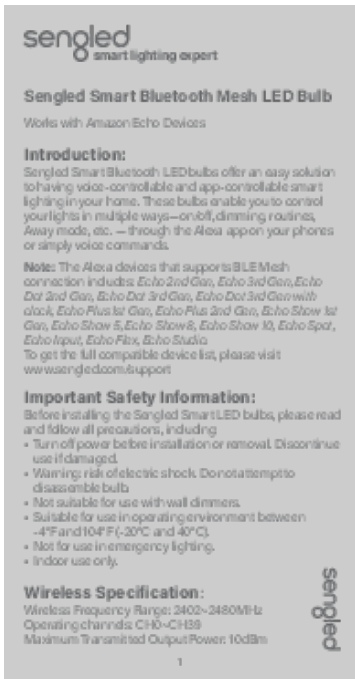 sengled
smart lighting expert
Sengled Smart Bluetooth Mesh LED Bulb
Works with Amazon Echo Devices
Introduction:
Sengled Smart Bluetooth LED bulbs offer an easy solution
to having voice-controllable and app-controllable smart
lighting in your home. These bulbs enable you to control
your lights in multiple ways—on/off, dimming, routines,
Away mode, etc. — through the Alexa app on your phones
or simply voice commands.
Note: The Alexa devices that supports BLE Mesh
connection includes: Echo 2nd Gen, Echo 3rd Gen, Echo
Dot 2nd Gen, Echo Dot 3rd Gen, Echo Dot 3rd Gen with
clock, Echo Plus 1st Gen, Echo Plus 2nd Gen, Echo Show 1st
Gen, Echo Show 5, Echo Show 8, Echo Show 10, Echo Spot,
Echo Input, Echo Flex, Echo Studio.
To get the full compatible device list, please visit
www.sengled.com/support
Important Safety Information:
Before installing the Sengled Smart LED bulbs, please read
and follow all precautions, including:
• Turn off power before installation or removal. Discontinue
use if damaged.
• Warning: risk of electric shock. Do not attempt to
disassemble bulb.
• Not suitable for use with wall dimmers.
• Suitable for use in operating environment between
-4°F and 104°F (-20°C and 40°C).
• Not for use in emergency lighting.
• Indoor use only.
Wireless Specification:
Wireless Frequency Range: 2402~2480MHz
Operating channels: CH0~CH39
Maximum Transmitted Output Power: 10dBm
sengled
1